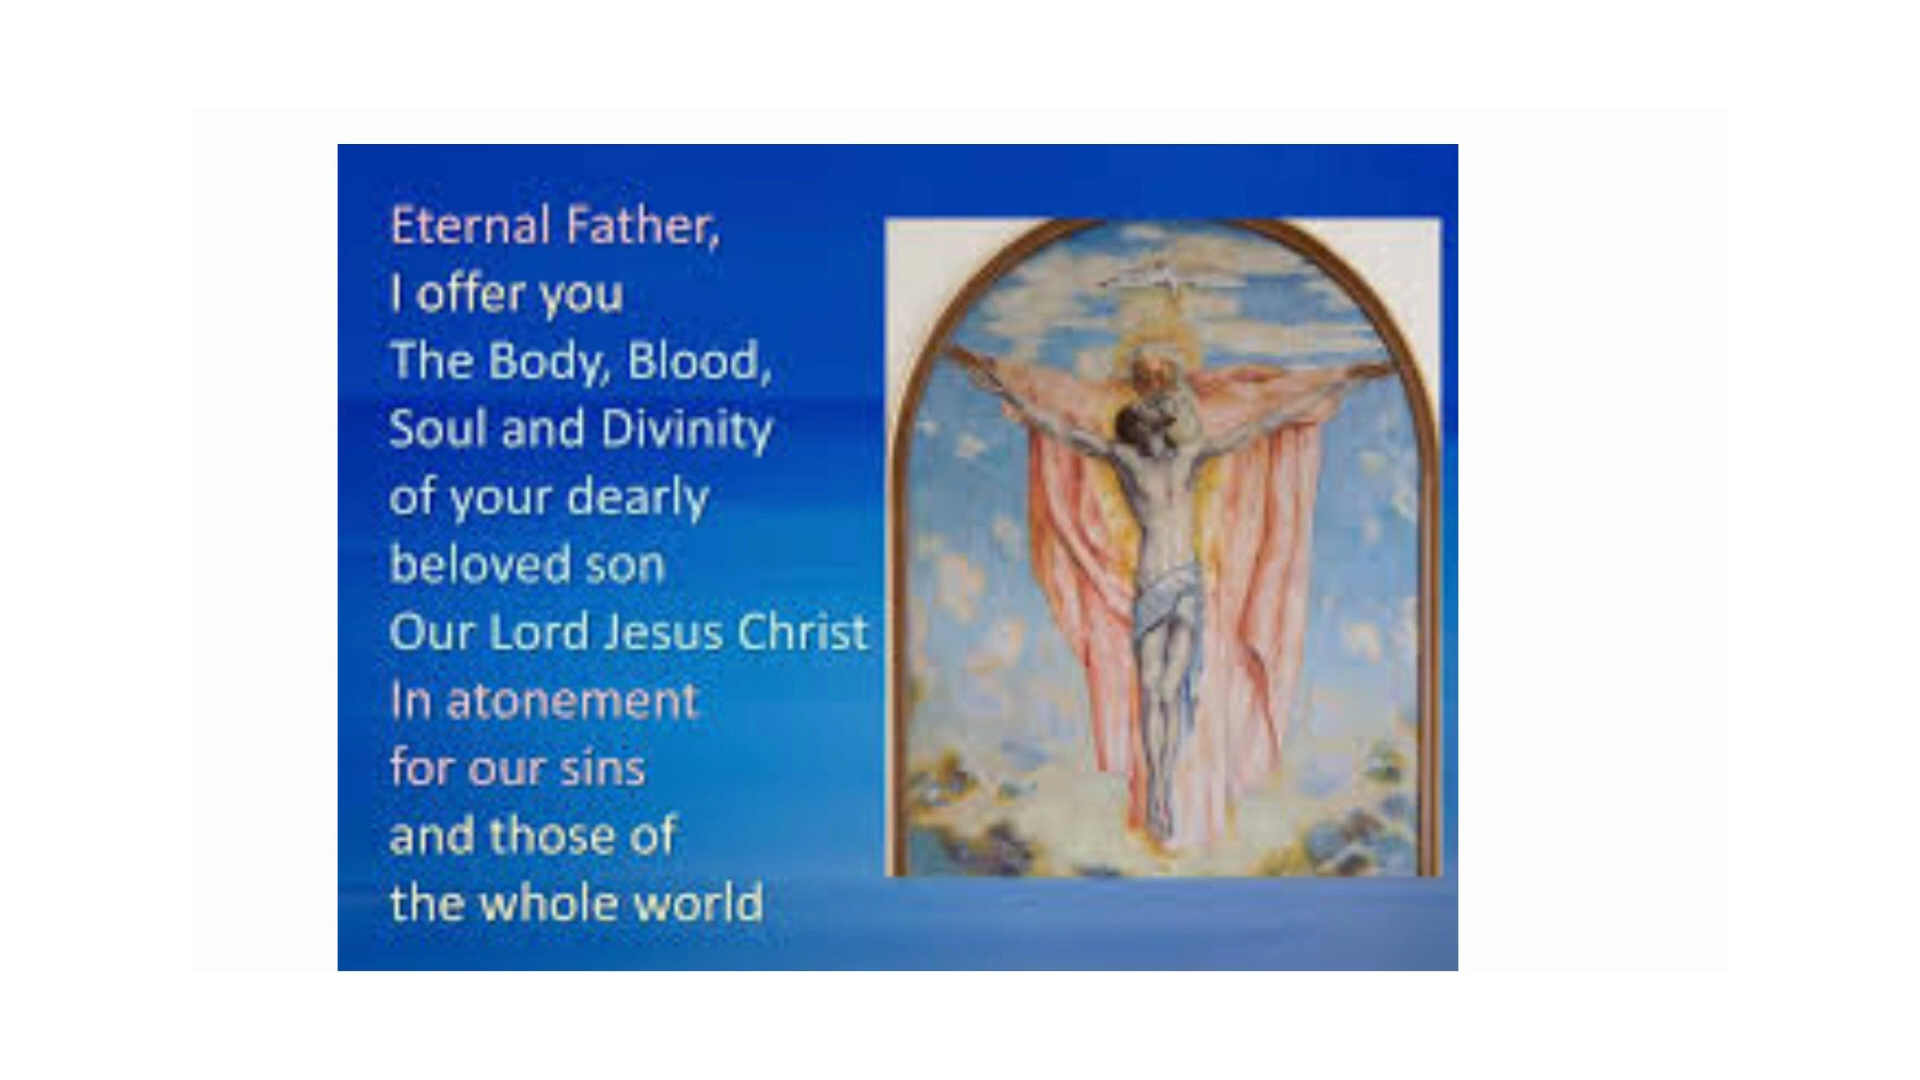 Eternal Father,
I offer you
The Body, Blood,
Soul and Divinity
of your dearly
beloved son
Our Lord Jesus Christ
In atonement
for our sins
and those of
the whole world